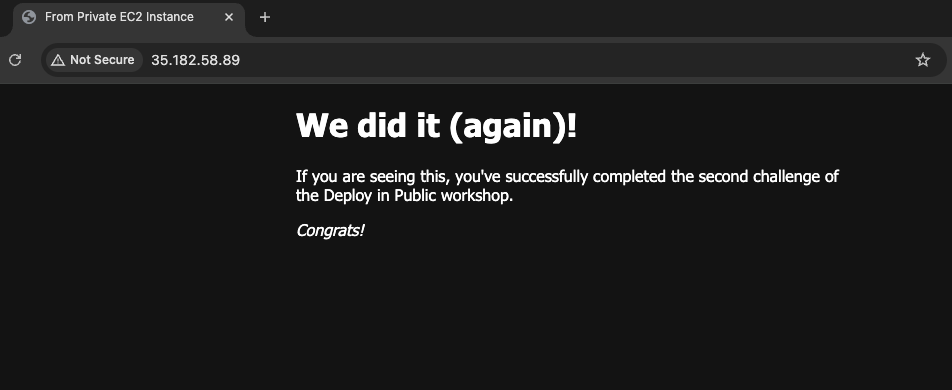 From Private EC2 Instance
Not Secure 35.182.58.89
We did it (again)!
If you are seeing this, you've successfully completed the second challenge of
the Deploy in Public workshop.
Congrats!